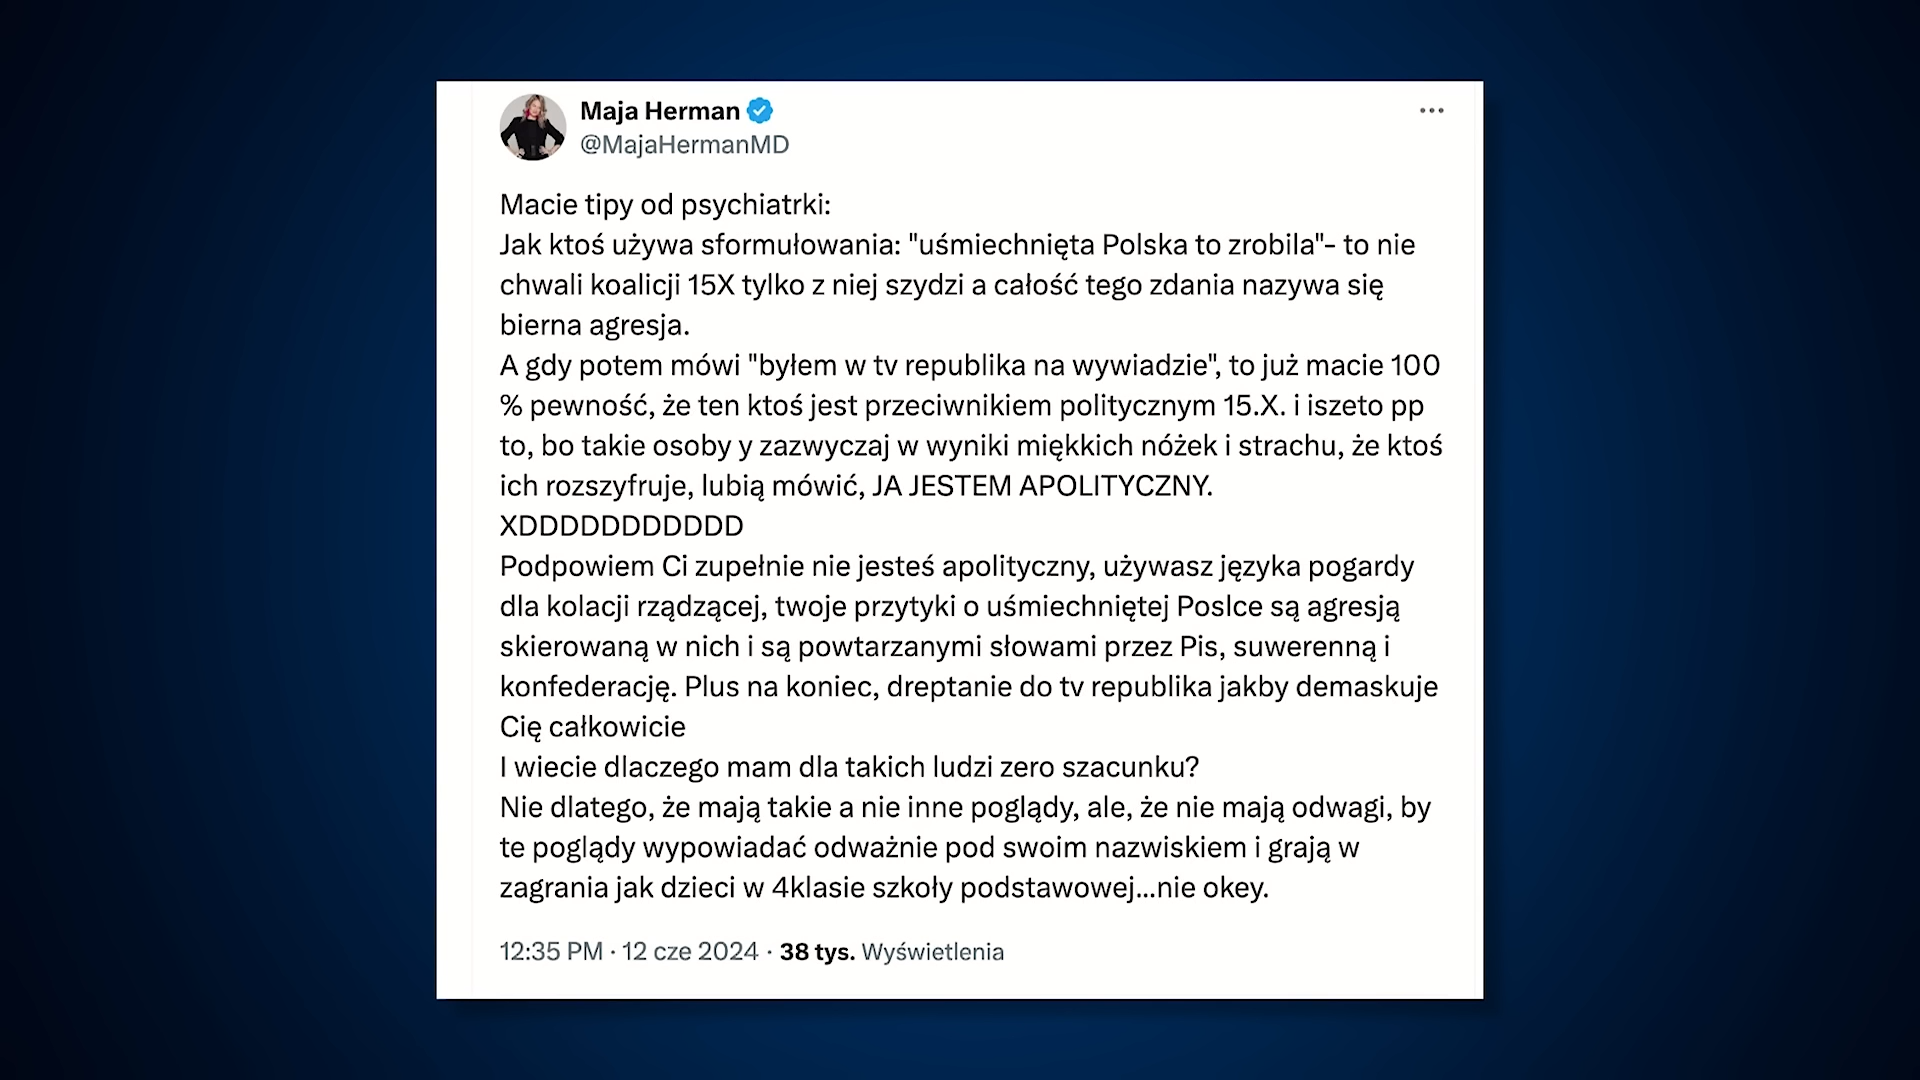 Maja Herman
@MajaHermanMD
Macie tipy od psychiatrki:
Jak ktoś używa sformułowania: "uśmiechnięta Polska to zrobila"- to nie
chwali koalicji 15X tylko z niej szydzi a całość tego zdania nazywa się
bierna agresja.
A gdy potem mówi "byłem w tv republika na wywiadzie", to już macie 100
% pewność, że ten ktoś jest przeciwnikiem politycznym 15.X. i iszeto pp
to, bo takie osoby y zazwyczaj w wyniki miękkich nóżek i strachu, że ktoś
ich rozszyfruje, lubią mówić, JA JESTEM APOLITYCZNY.
XDDDDDDDDDDD
Podpowiem Ci zupełnie nie jesteś apolityczny, używasz języka pogardy
dla kolacji rządzącej, twoje przytyki o uśmiechniętej Poslce są agresją
skierowaną w nich i są powtarzanymi słowami przez Pis, suwerenną i
konfederację. Plus na koniec, dreptanie do tv republika jakby demaskuje
Cię całkowicie
I wiecie dlaczego mam dla takich ludzi zero szacunku?
Nie dlatego, że mają takie a nie inne poglądy, ale, że nie mają odwagi, by
te poglądy wypowiadać odważnie pod swoim nazwiskiem i grają w
zagrania jak dzieci w 4klasie szkoły podstawowej...nie okey.
12:35 PM · 12 cze 2024 · 38 tys. Wyświetlenia